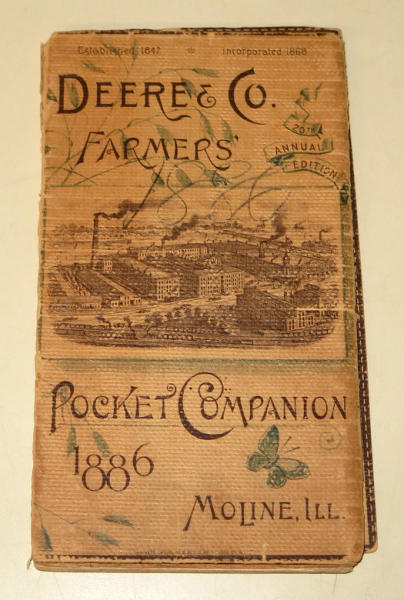 Established 1847 Incorporated 1868
DEERE & CO.
FARMERS'
20TH
ANNUAL
EDITION
POCKET COMPANION
1886
MOLINE, ILL.